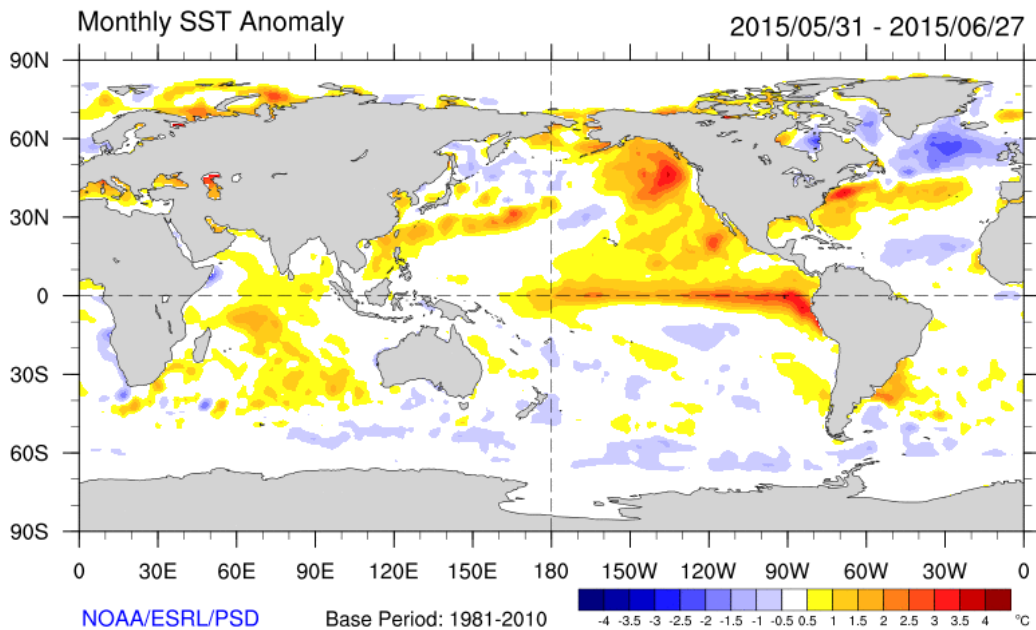 Monthly SST Anomaly 2015/05/31 - 2015/06/27
90N
60N
30N
0
30S
60S
90S
0 30E 60E 90E 120E 150E 180 150W 120W 90W 60W 30W 0
NOAA/ESRL/PSD Base Period: 1981-2010
-4 -3.5 -3 -2.5 -2 -1.5 -1 -0.5 0.5 1 1.5 2 2.5 3 3.5 4 °C